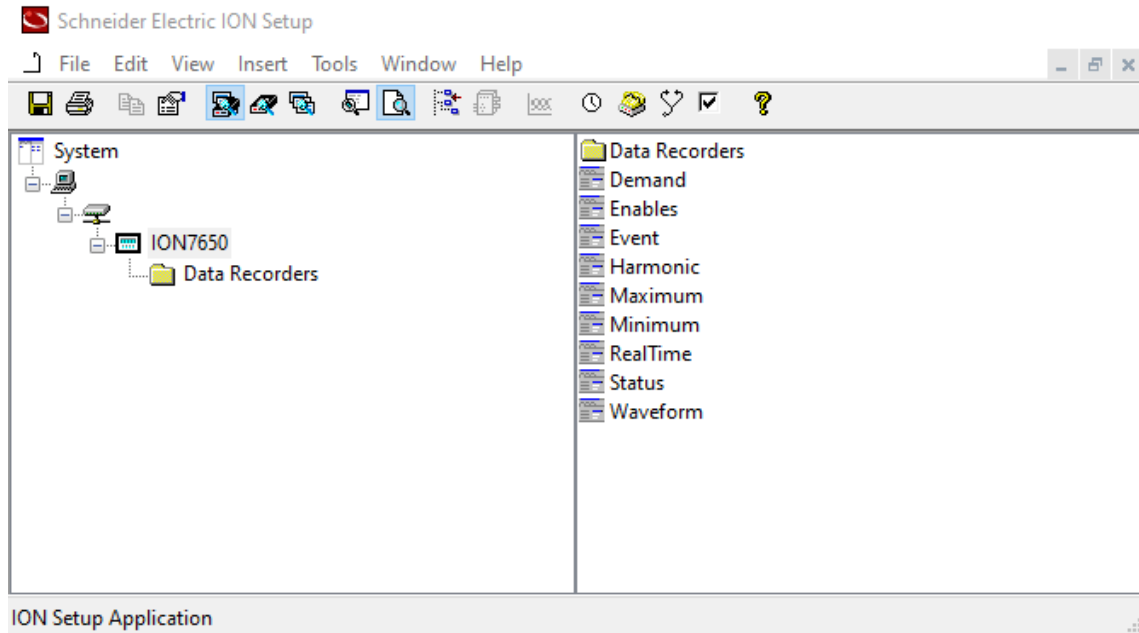 Schneider Electric ION Setup
File Edit View Insert Tools Window Help
System
ION7650
Data Recorders
Data Recorders
Demand
Enables
Event
Harmonic
Maximum
Minimum
RealTime
Status
Waveform
ION Setup Application